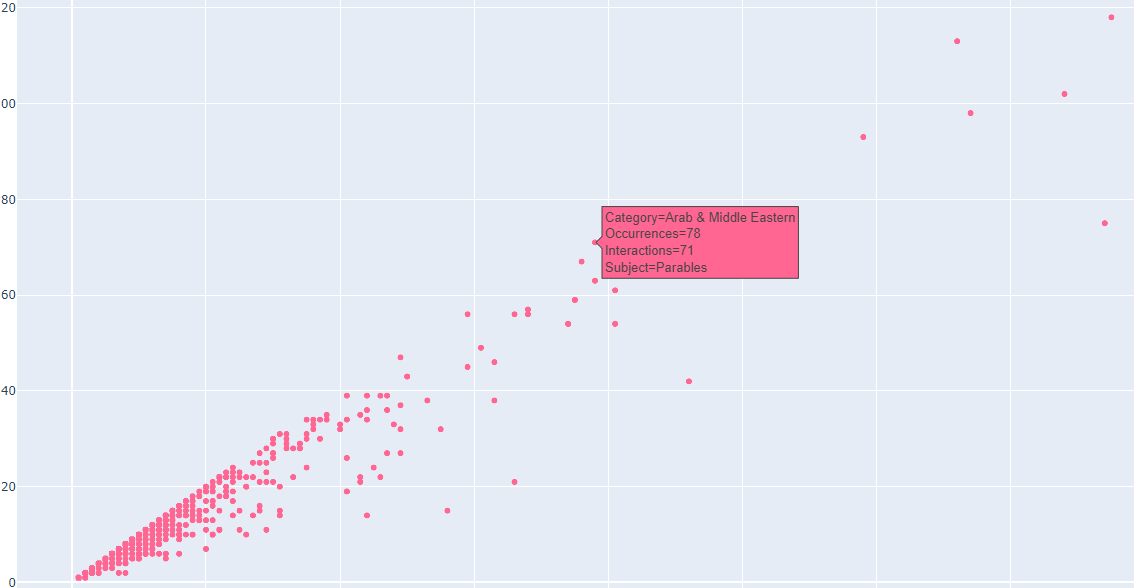 20
00
80
Category=Arab & Middle Eastern
Occurrences=78
Interactions=71
Subject=Parables
60
40
20
0